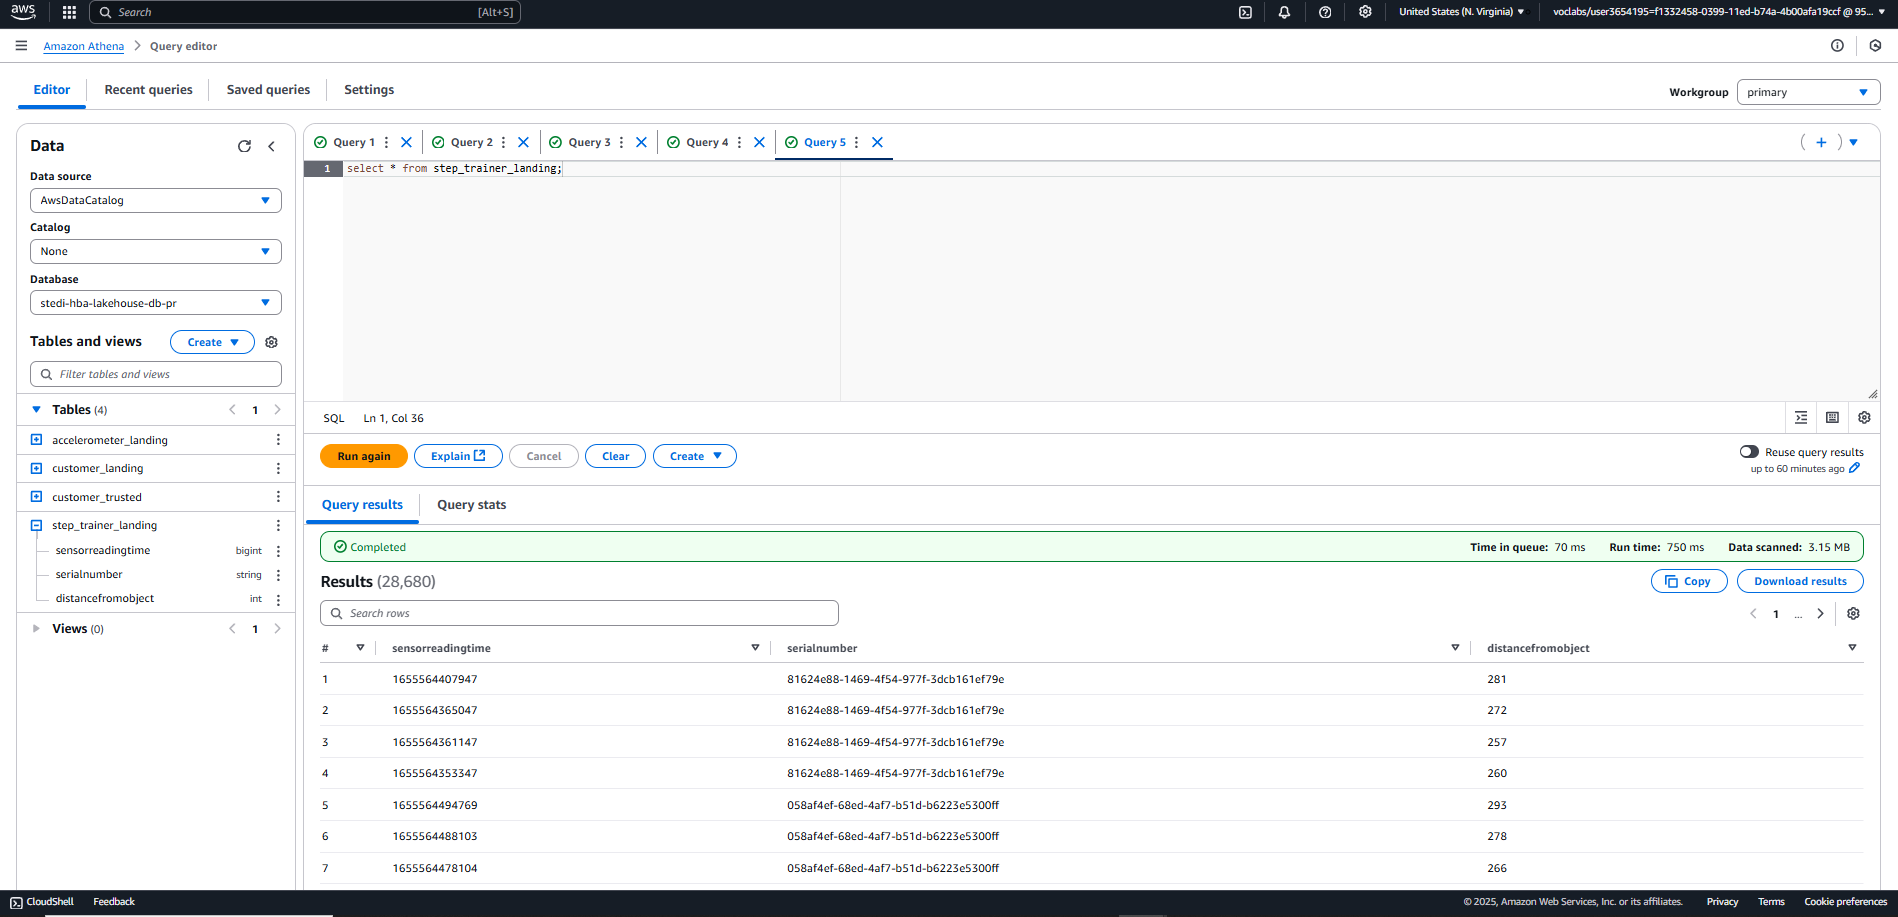 aws Search [Alt+S] United States (N. Virginia) voclabs/user3654195=f1332458-0399-11ed-b74a-4b00afa19ccf @ 95...
Amazon Athena > Query editor
Editor Recent queries Saved queries Settings
Workgroup primary
Data
Data source
AwsDataCatalog
Catalog
None
Database
stedi-hba-lakehouse-db-pr
Tables and views Create
Filter tables and views
Tables (4) < 1 >
accelerometer_landing
customer_landing
customer_trusted
step_trainer_landing
sensorreadingtime bigint
serialnumber string
distancefromobject int
Views (0) < 1 >
Query 1 Query 2 Query 3 Query 4 Query 5
1 select * from step_trainer_landing;
SQL Ln 1, Col 36
Run again Explain Cancel Clear Create
Reuse query results
up to 60 minutes ago
Query results Query stats
Completed Time in queue: 70 ms Run time: 750 ms Data scanned: 3.15 MB
Results (28,680) Copy Download results
Search rows < 1 ... >
# sensorreadingtime serialnumber distancefromobject
1 1655564407947 81624e88-1469-4f54-977f-3dcb161ef79e 281
2 1655564365047 81624e88-1469-4f54-977f-3dcb161ef79e 272
3 1655564361147 81624e88-1469-4f54-977f-3dcb161ef79e 257
4 1655564353347 81624e88-1469-4f54-977f-3dcb161ef79e 260
5 1655564494769 058af4ef-68ed-4af7-b51d-b6223e5300ff 293
6 1655564488103 058af4ef-68ed-4af7-b51d-b6223e5300ff 278
7 1655564478104 058af4ef-68ed-4af7-b51d-b6223e5300ff 266
CloudShell Feedback © 2025, Amazon Web Services, Inc. or its affiliates. Privacy Terms Cookie preferences